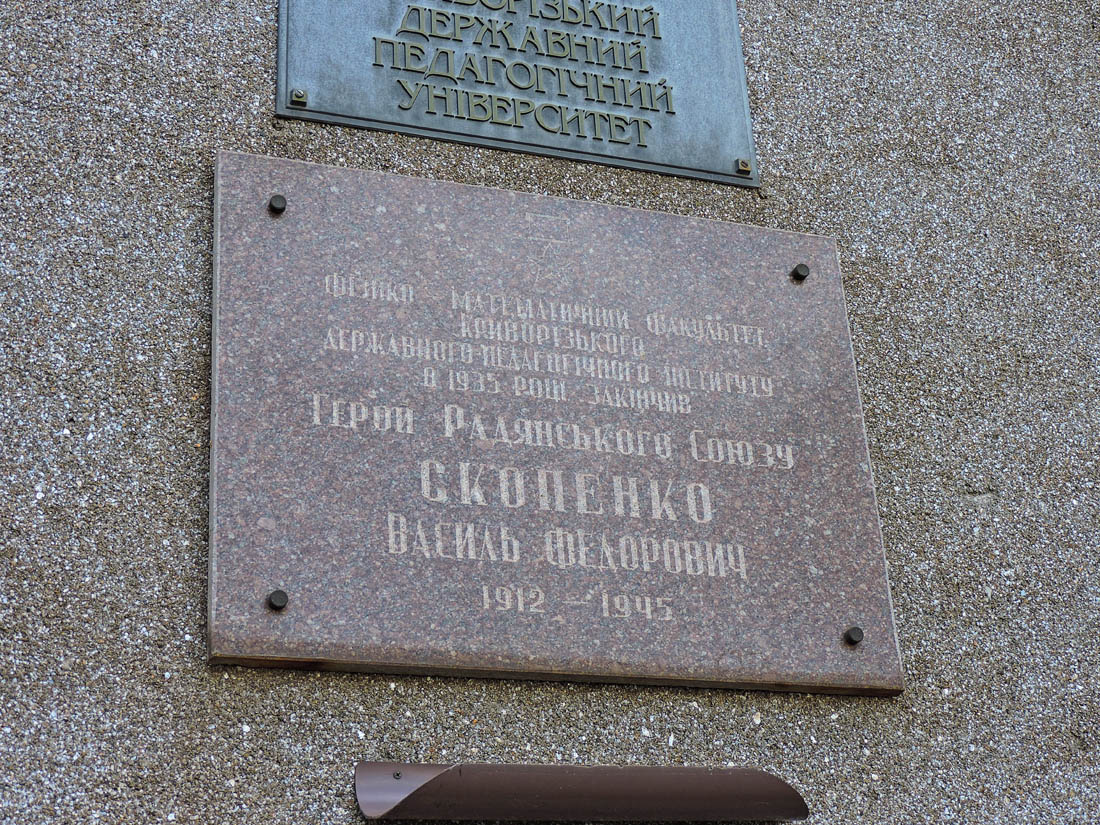 ДЕРЖАВНИЙ
ПЕДАГОГІЧНИЙ
УНІВЕРСИТЕТ
ФІЗИКО МАТЕМАТИЧНИЙ ФАКУЛЬТЕТ
КРИВОРІЗЬКОГО
ДЕРЖАВНОГО ПЕДАГОГІЧНОГО ІНСТИТУТУ
В 1935 РОЦІ ЗАКІНЧИВ
ГЕРОЙ РАДЯНСЬКОГО СОЮЗУ
СКОПЕНКО
ВАСИЛЬ ФЕДОРОВИЧ
1912 — 1945